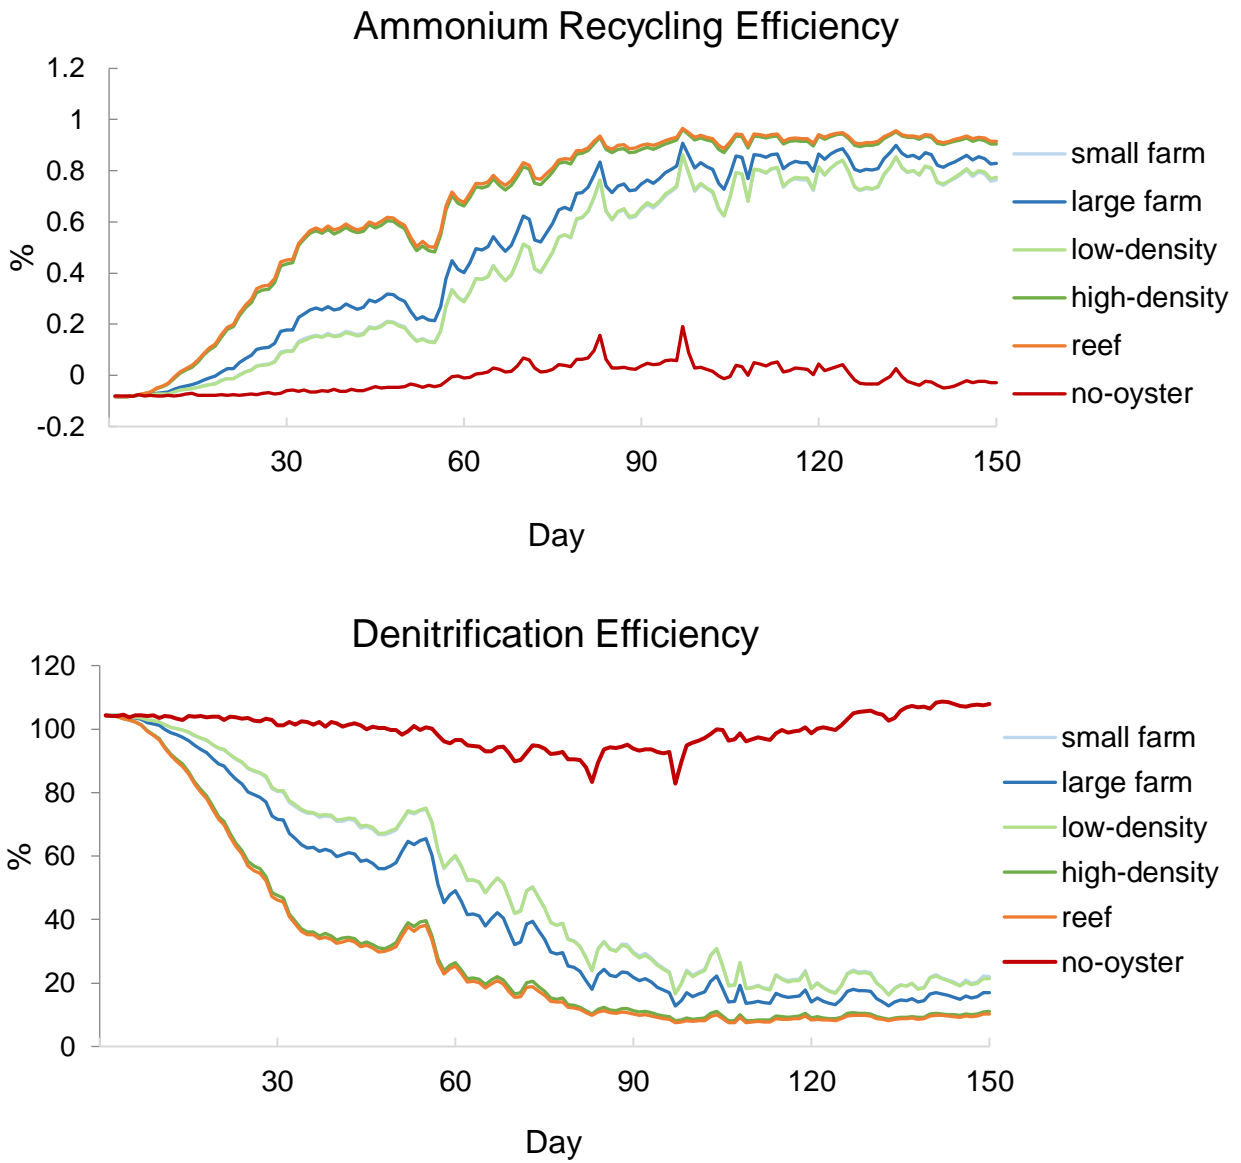 Ammonium Recycling Efficiency
1.2
1
0.8
0.6
0.4
0.2
0
-0.2
%
30 60 90 120 150
Day
small farm
large farm
low-density
high-density
reef
no-oyster
Denitrification Efficiency
120
100
80
60
40
20
0
%
30 60 90 120 150
Day
small farm
large farm
low-density
high-density
reef
no-oyster